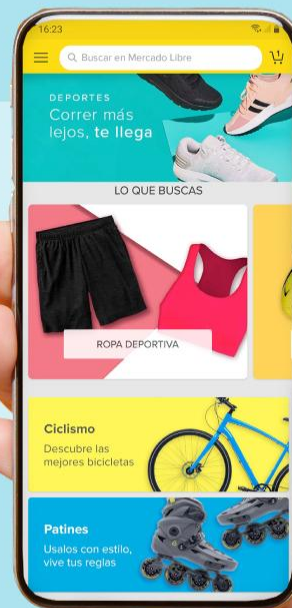 16:23
Buscar en Mercado Libre
DEPORTES
Correr más
lejos, te llega
LO QUE BUSCAS
ROPA DEPORTIVA
Ciclismo
Descubre las
mejores bicicletas
Patines
Usalos con estilo,
vive tus reglas